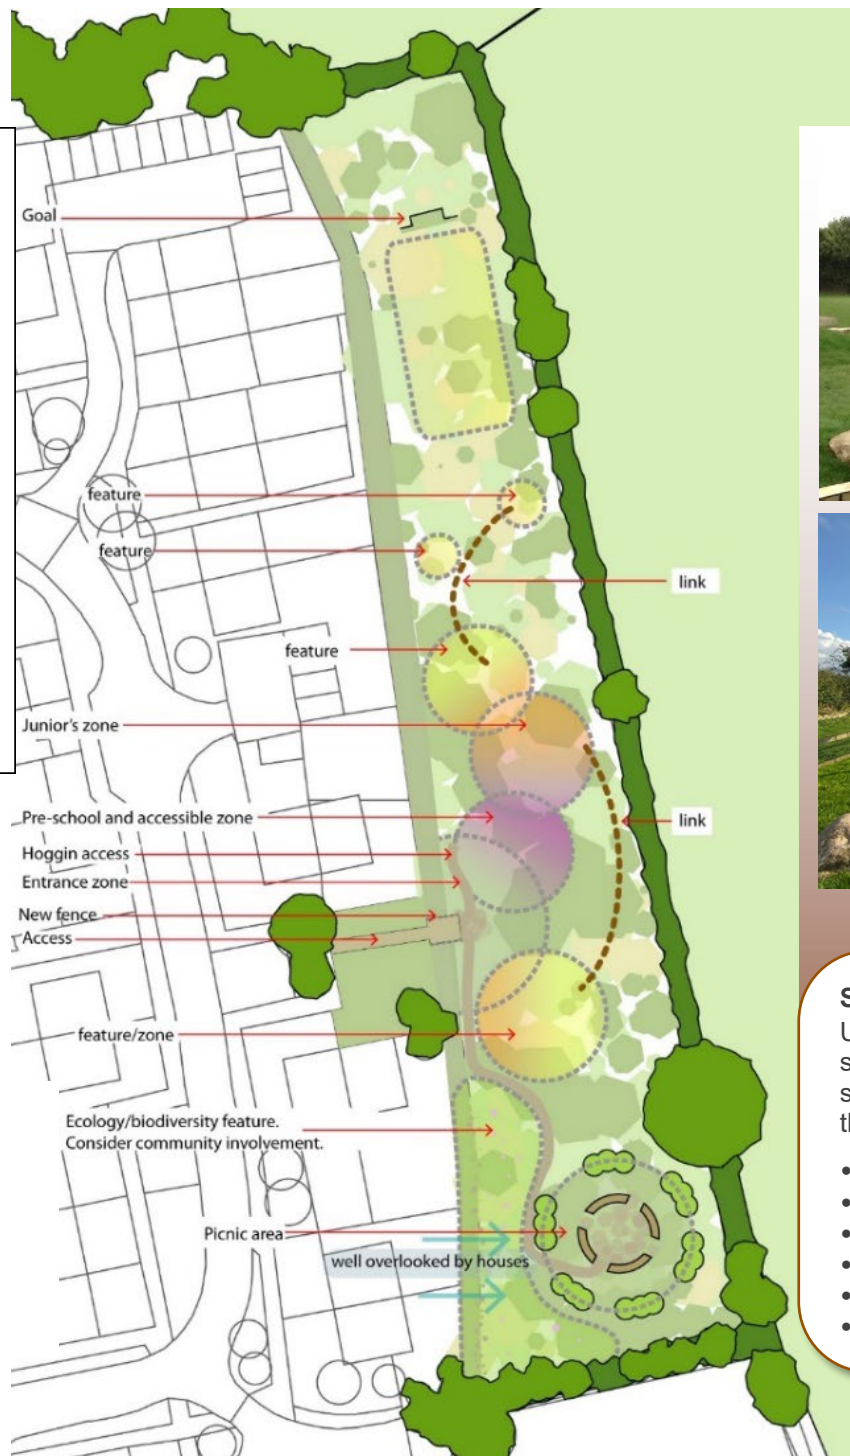 Goal
feature
feature
link
feature
Junior's zone
Pre-school and accessible zone
link
Hoggin access
Entrance zone
New fence
Access
feature/zone
Ecology/biodiversity feature.
Consider community involvement.
Picnic area
well overlooked by houses